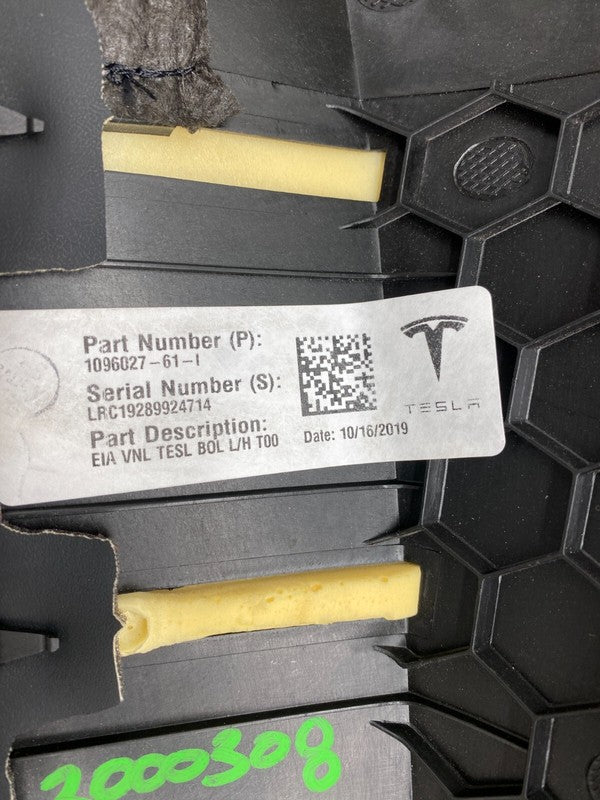 Part Number (P):
1096027-61-I
Serial Number (S):
LRC19289924714
Part Description:
EIA VNL TESL BOL L/H T00
Date: 10/16/2019
TESLA
2000308